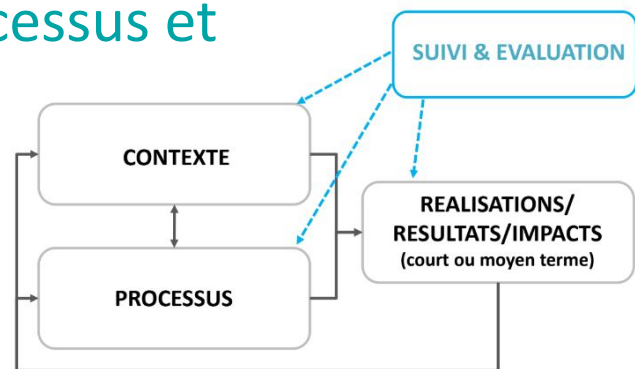 cessus et
SUIVI & EVALUATION
CONTEXTE
REALISATIONS/
RESULTATS/IMPACTS
(court ou moyen terme)
PROCESSUS